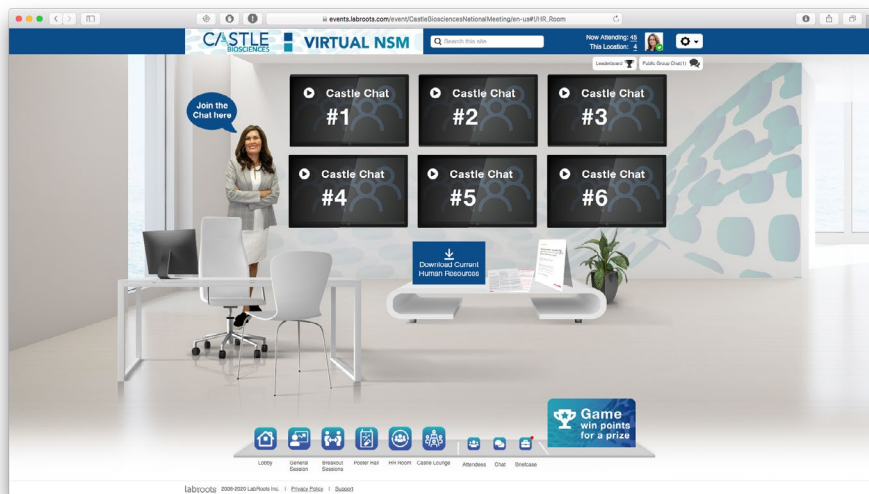 events.labroots.com/event/CastleBiosciencesNationalMeeting/en-us#!/HR_Room
CASTLE
BIOSCIENCES
VIRTUAL NSM
Search this site
Now Attending: 45
This Location: 4
Leaderboard
Public Group Chat(1)
Join the
Chat here
Castle Chat
#1
Castle Chat
#2
Castle Chat
#3
Castle Chat
#4
Castle Chat
#5
Castle Chat
#6
Download Current
Human Resources
Game
win points
for a prize
Lobby
General
Session
Breakout
Sessions
Poster Hall
HR Room
Castle Lounge
Attendees
Chat
Briefcase
labroots 2008-2020 LabRoots Inc. | Privacy Policy | Support